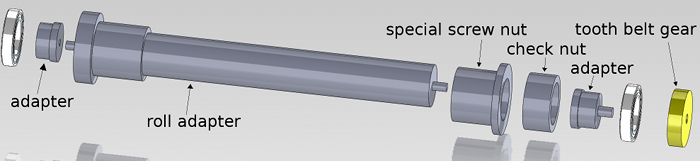 special screw nut
tooth belt gear
check nut
adapter
adapter
roll adapter